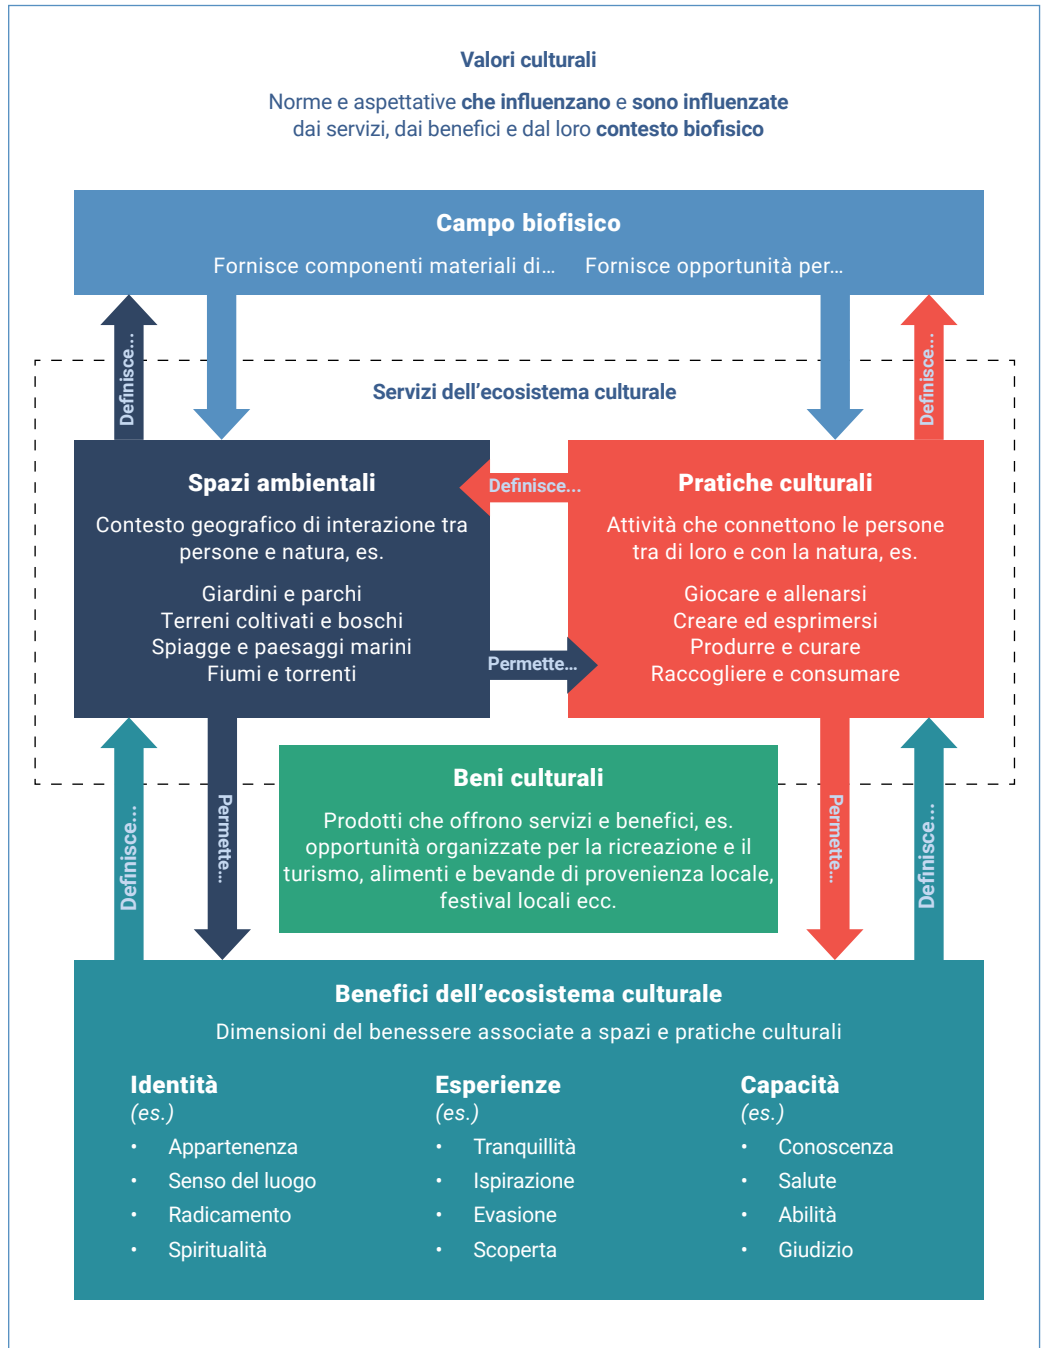 Valori culturali
Norme e aspettative che influenzano e sono influenzate
dai servizi, dai benefici e dal loro contesto biofisico
Campo biofisico
Fornisce componenti materiali di… Fornisce opportunità per…
Definisce...
Definisce...
Servizi dell’ecosistema culturale
Spazi ambientali
Contesto geografico di interazione tra
persone e natura, es.
Giardini e parchi
Terreni coltivati e boschi
Spiagge e paesaggi marini
Fiumi e torrenti
Definisce...
Permette...
Pratiche culturali
Attività che connettono le persone
tra di loro e con la natura, es.
Giocare e allenarsi
Creare ed esprimersi
Produrre e curare
Raccogliere e consumare
Definisce...
Permette...
Beni culturali
Prodotti che offrono servizi e benefici, es.
opportunità organizzate per la ricreazione e il
turismo, alimenti e bevande di provenienza locale,
festival locali ecc.
Permette...
Definisce...
Benefici dell’ecosistema culturale
Dimensioni del benessere associate a spazi e pratiche culturali
Identità
(es.)
• Appartenenza
• Senso del luogo
• Radicamento
• Spiritualità
Esperienze
(es.)
• Tranquillità
• Ispirazione
• Evasione
• Scoperta
Capacità
(es.)
• Conoscenza
• Salute
• Abilità
• Giudizio